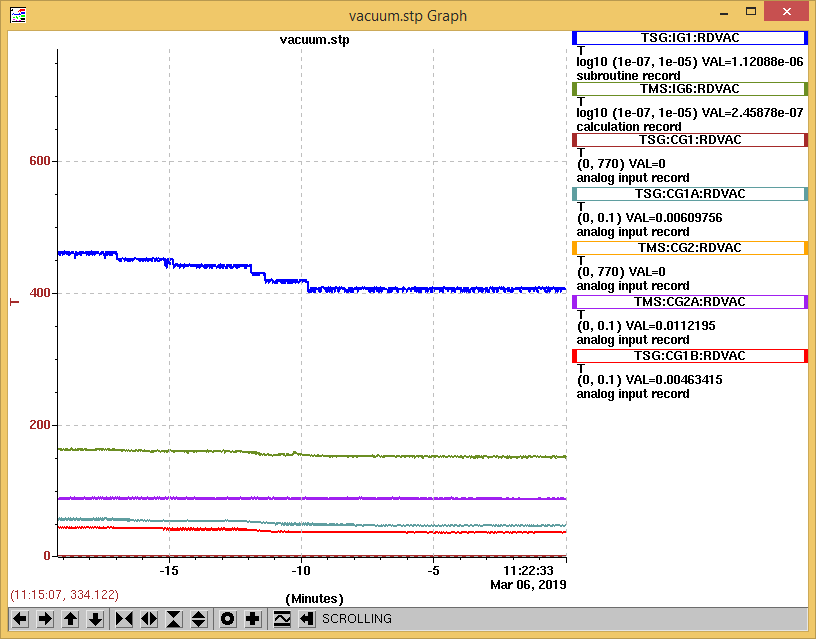 vacuum.stp Graph
vacuum.stp
600
400
200
0
T
-15
-10
-5
11:22:33
Mar 06, 2019
(Minutes)
(11:15:07, 334.122)
SCROLLING
TSG:IG1:RDVAC
T
log10 (1e-07, 1e-05) VAL=1.12088e-06
subroutine record
TMS:IG6:RDVAC
T
log10 (1e-07, 1e-05) VAL=2.45878e-07
calculation record
TSG:CG1:RDVAC
T
(0, 770) VAL=0
analog input record
TSG:CG1A:RDVAC
T
(0, 0.1) VAL=0.00609756
analog input record
TMS:CG2:RDVAC
T
(0, 770) VAL=0
analog input record
TMS:CG2A:RDVAC
T
(0, 0.1) VAL=0.0112195
analog input record
TSG:CG1B:RDVAC
T
(0, 0.1) VAL=0.00463415
analog input record